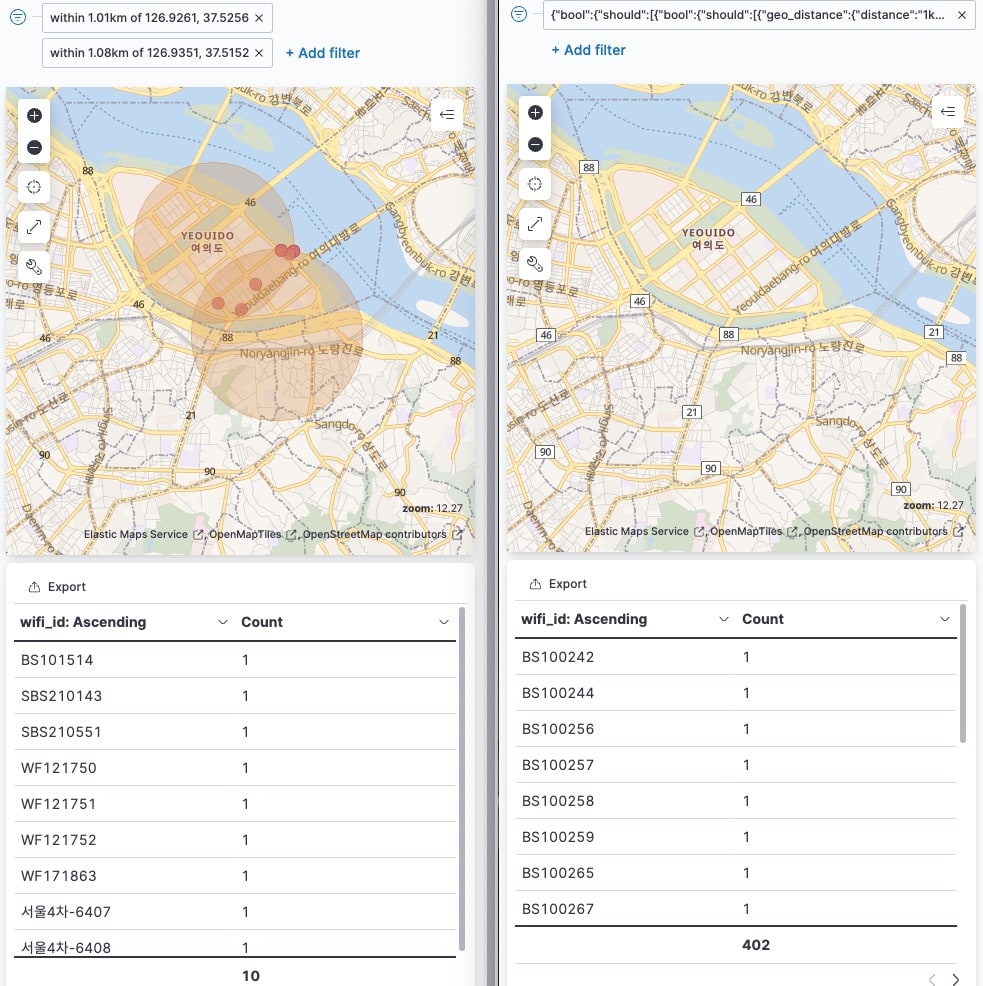 within 1.01km of 126.9261, 37.5256 ×
within 1.08km of 126.9351, 37.5152 ×
+ Add filter
88
46
YEOUIDO
여의도
Yeouidaebang-ro 여의대방로
Gangbyeonbuk-ro 강변
46
46
88
Noryangjin-ro 노량진로
21
88
21
Sangdo-ro 상도로
90
90
90
zoom: 12.27
Elastic Maps Service, OpenMapTiles, OpenStreetMap contributors
Export
wifi_id: Ascending Count
BS101514 1
SBS210143 1
SBS210551 1
WF121750 1
WF121751 1
WF121752 1
WF171863 1
서울4차-6407 1
서울4차-6408 1
10
{"bool":{"should":[{"bool":{"should":[{"geo_distance":{"distance":"1k... ×
+ Add filter
88
46
YEOUIDO
여의도
Yeouidaebang-ro 여의대방로
Gangbyeonbuk-ro 강변
46
46
88
Noryangjin-ro 노량진로
21
88
21
Sangdo-ro 상도로
90
90
90
zoom: 12.27
Elastic Maps Service, OpenMapTiles, OpenStreetMap contributors
Export
wifi_id: Ascending Count
BS100242 1
BS100244 1
BS100256 1
BS100257 1
BS100258 1
BS100259 1
BS100265 1
BS100267 1
402